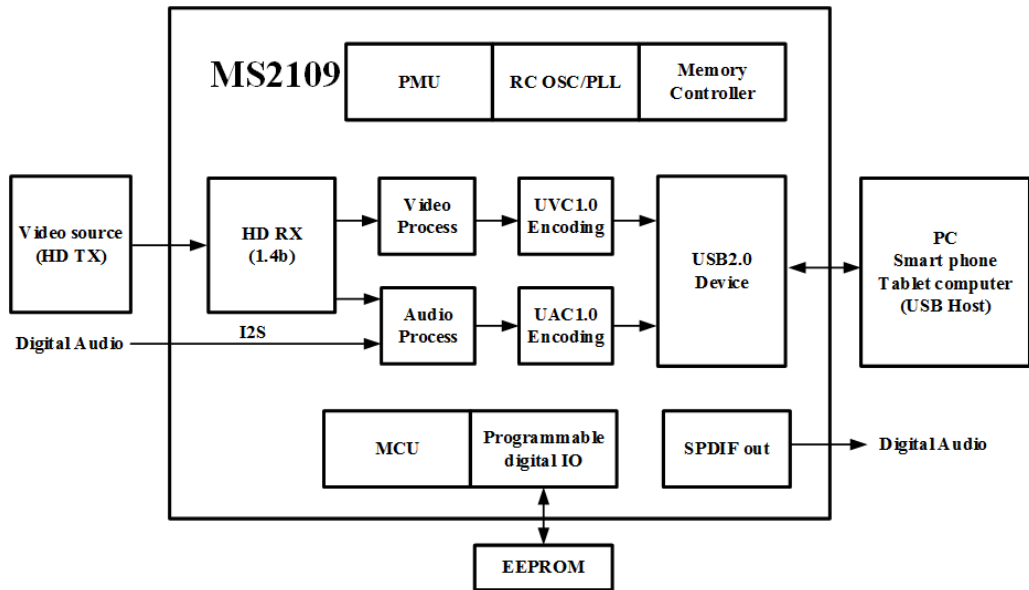 MS2109
PMU
RC OSC/PLL
Memory
Controller
Video source
(HD TX)
HD RX
(1.4b)
Video
Process
UVC1.0
Encoding
USB2.0
Device
PC
Smart phone
Tablet computer
(USB Host)
Digital Audio
I2S
Audio
Process
UAC1.0
Encoding
MCU
Programmable
digital IO
SPDIF out
Digital Audio
EEPROM